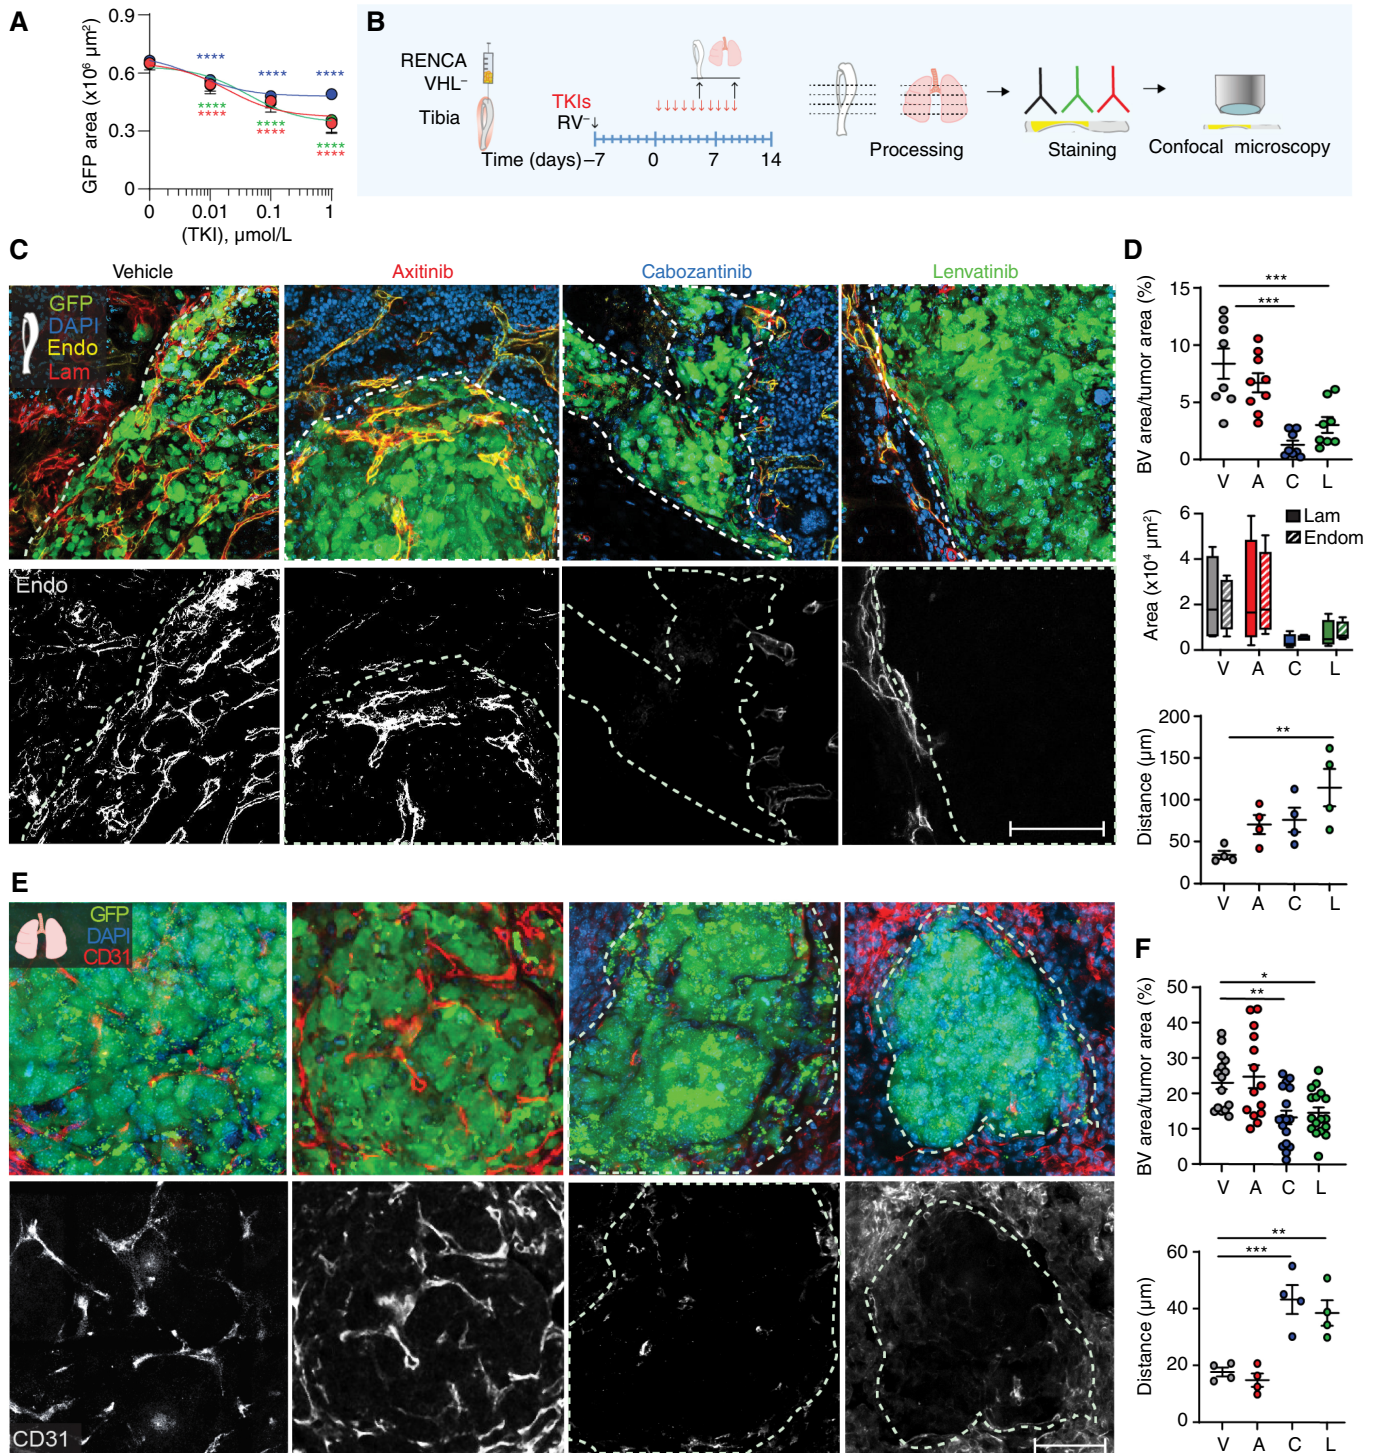 A
GFP area (x10⁶ µm²)
0.9
0.6
0.3
0
****
****
****
****
****
****
****
****
****
0 0.01 0.1 1
(TKI), µmol/L
B
RENCA
VHL⁻
Tibia
TKIs
RV⁻
Time (days) –7 0 7 14
Processing
Staining
Confocal microscopy
C
Vehicle Axitinib Cabozantinib Lenvatinib
GFP
DAPI
Endo
Lam
Endo
D
BV area/tumor area (%)
15
10
5
0
***
***
V A C L
Area (x10⁴ µm²)
6
4
2
0
Lam
Endom
V A C L
Distance (µm)
200
150
100
50
0
**
V A C L
E
GFP
DAPI
CD31
CD31
F
BV area/tumor area (%)
50
40
30
20
10
0
*
**
V A C L
Distance (µm)
60
40
20
0
**
***
V A C L